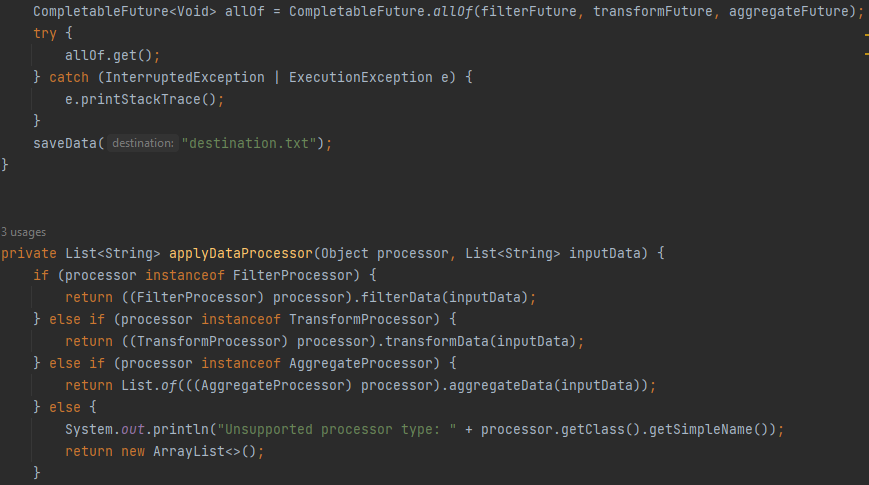 CompletableFuture<Void> allOf = CompletableFuture.allOf(filterFuture, transformFuture, aggregateFuture);
try {
allOf.get();
} catch (InterruptedException | ExecutionException e) {
e.printStackTrace();
}
saveData( destination: "destination.txt");
}
3 usages
private List<String> applyDataProcessor(Object processor, List<String> inputData) {
if (processor instanceof FilterProcessor) {
return ((FilterProcessor) processor).filterData(inputData);
} else if (processor instanceof TransformProcessor) {
return ((TransformProcessor) processor).transformData(inputData);
} else if (processor instanceof AggregateProcessor) {
return List.of(((AggregateProcessor) processor).aggregateData(inputData));
} else {
System.out.println("Unsupported processor type: " + processor.getClass().getSimpleName());
return new ArrayList<>();
}